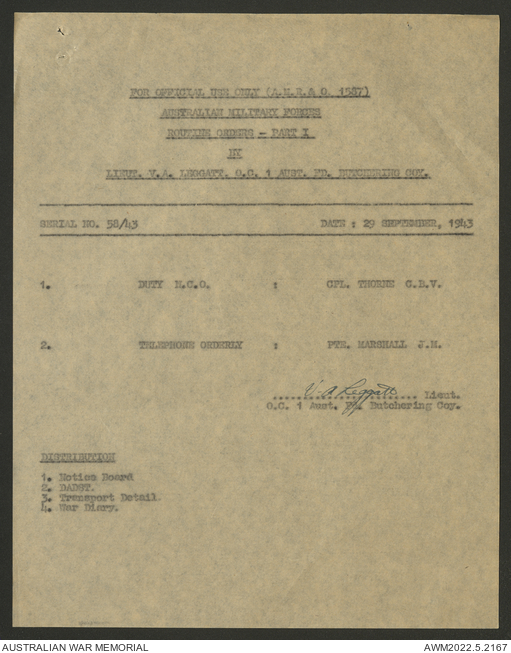 FOR OFFICIAL USE ONLY (A.M.R.& O. 1587)
AUSTRALIAN MILITARY FORCES
ROUTINE ORDERS - PART I
BY
LIEUT. V.A. LEGGATT, O.C. 1 AUST. FD. BUTCHERING COY.
SERIAL NO. 58/43 DATE : 29 SEPTEMBER, 1943
1. DUTY N.C.O. : CPL. THORNE C.B.V.
2. TELEPHONE ORDERLY : PTE. MARSHALL J.M.
V A Leggatt Lieut.
O.C. 1 Aust. Fd. Butchering Coy.
DISTRIBUTION
1. Notice Board
2. DADST.
3. Transport Detail.
4. War Diary.
AUSTRALIAN WAR MEMORIAL AWM2022.5.2167